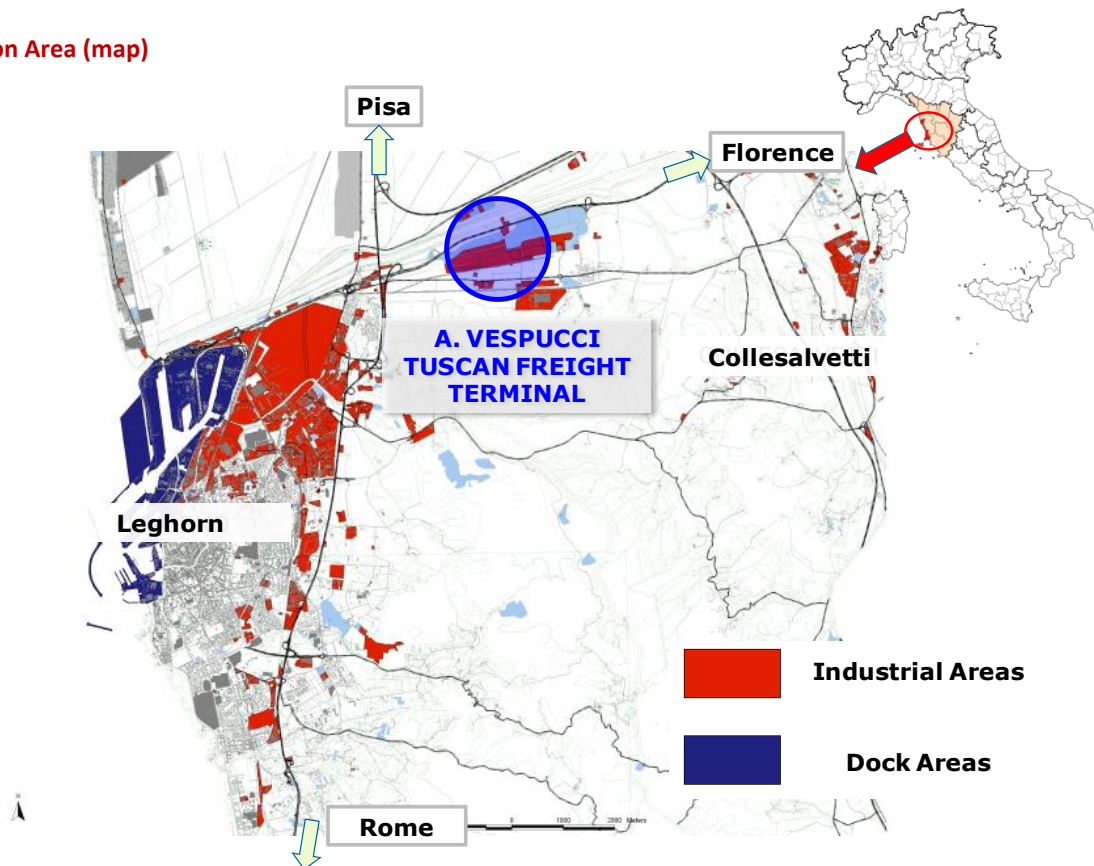 on Area (map)
Pisa
Florence
A. VESPUCCI
TUSCAN FREIGHT
TERMINAL
Collesalvetti
Leghorn
Industrial Areas
Dock Areas
N
Rome
0 1000 2000 Meters